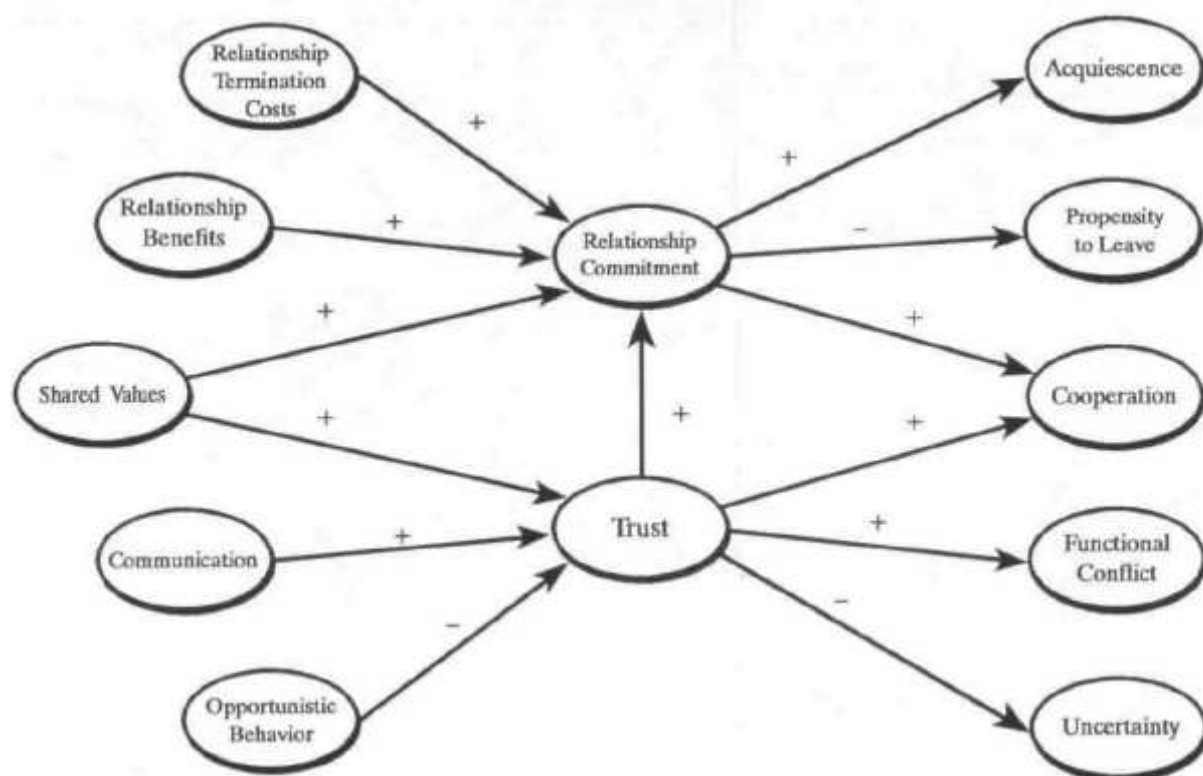 Relationship
Termination
Costs
Acquiescence
+
+
Relationship
Benefits
+
Relationship
Commitment
−
Propensity
to Leave
+
+
Shared Values
+
+
+
Cooperation
Communication
+
Trust
+
Functional
Conflict
−
−
Opportunistic
Behavior
Uncertainty